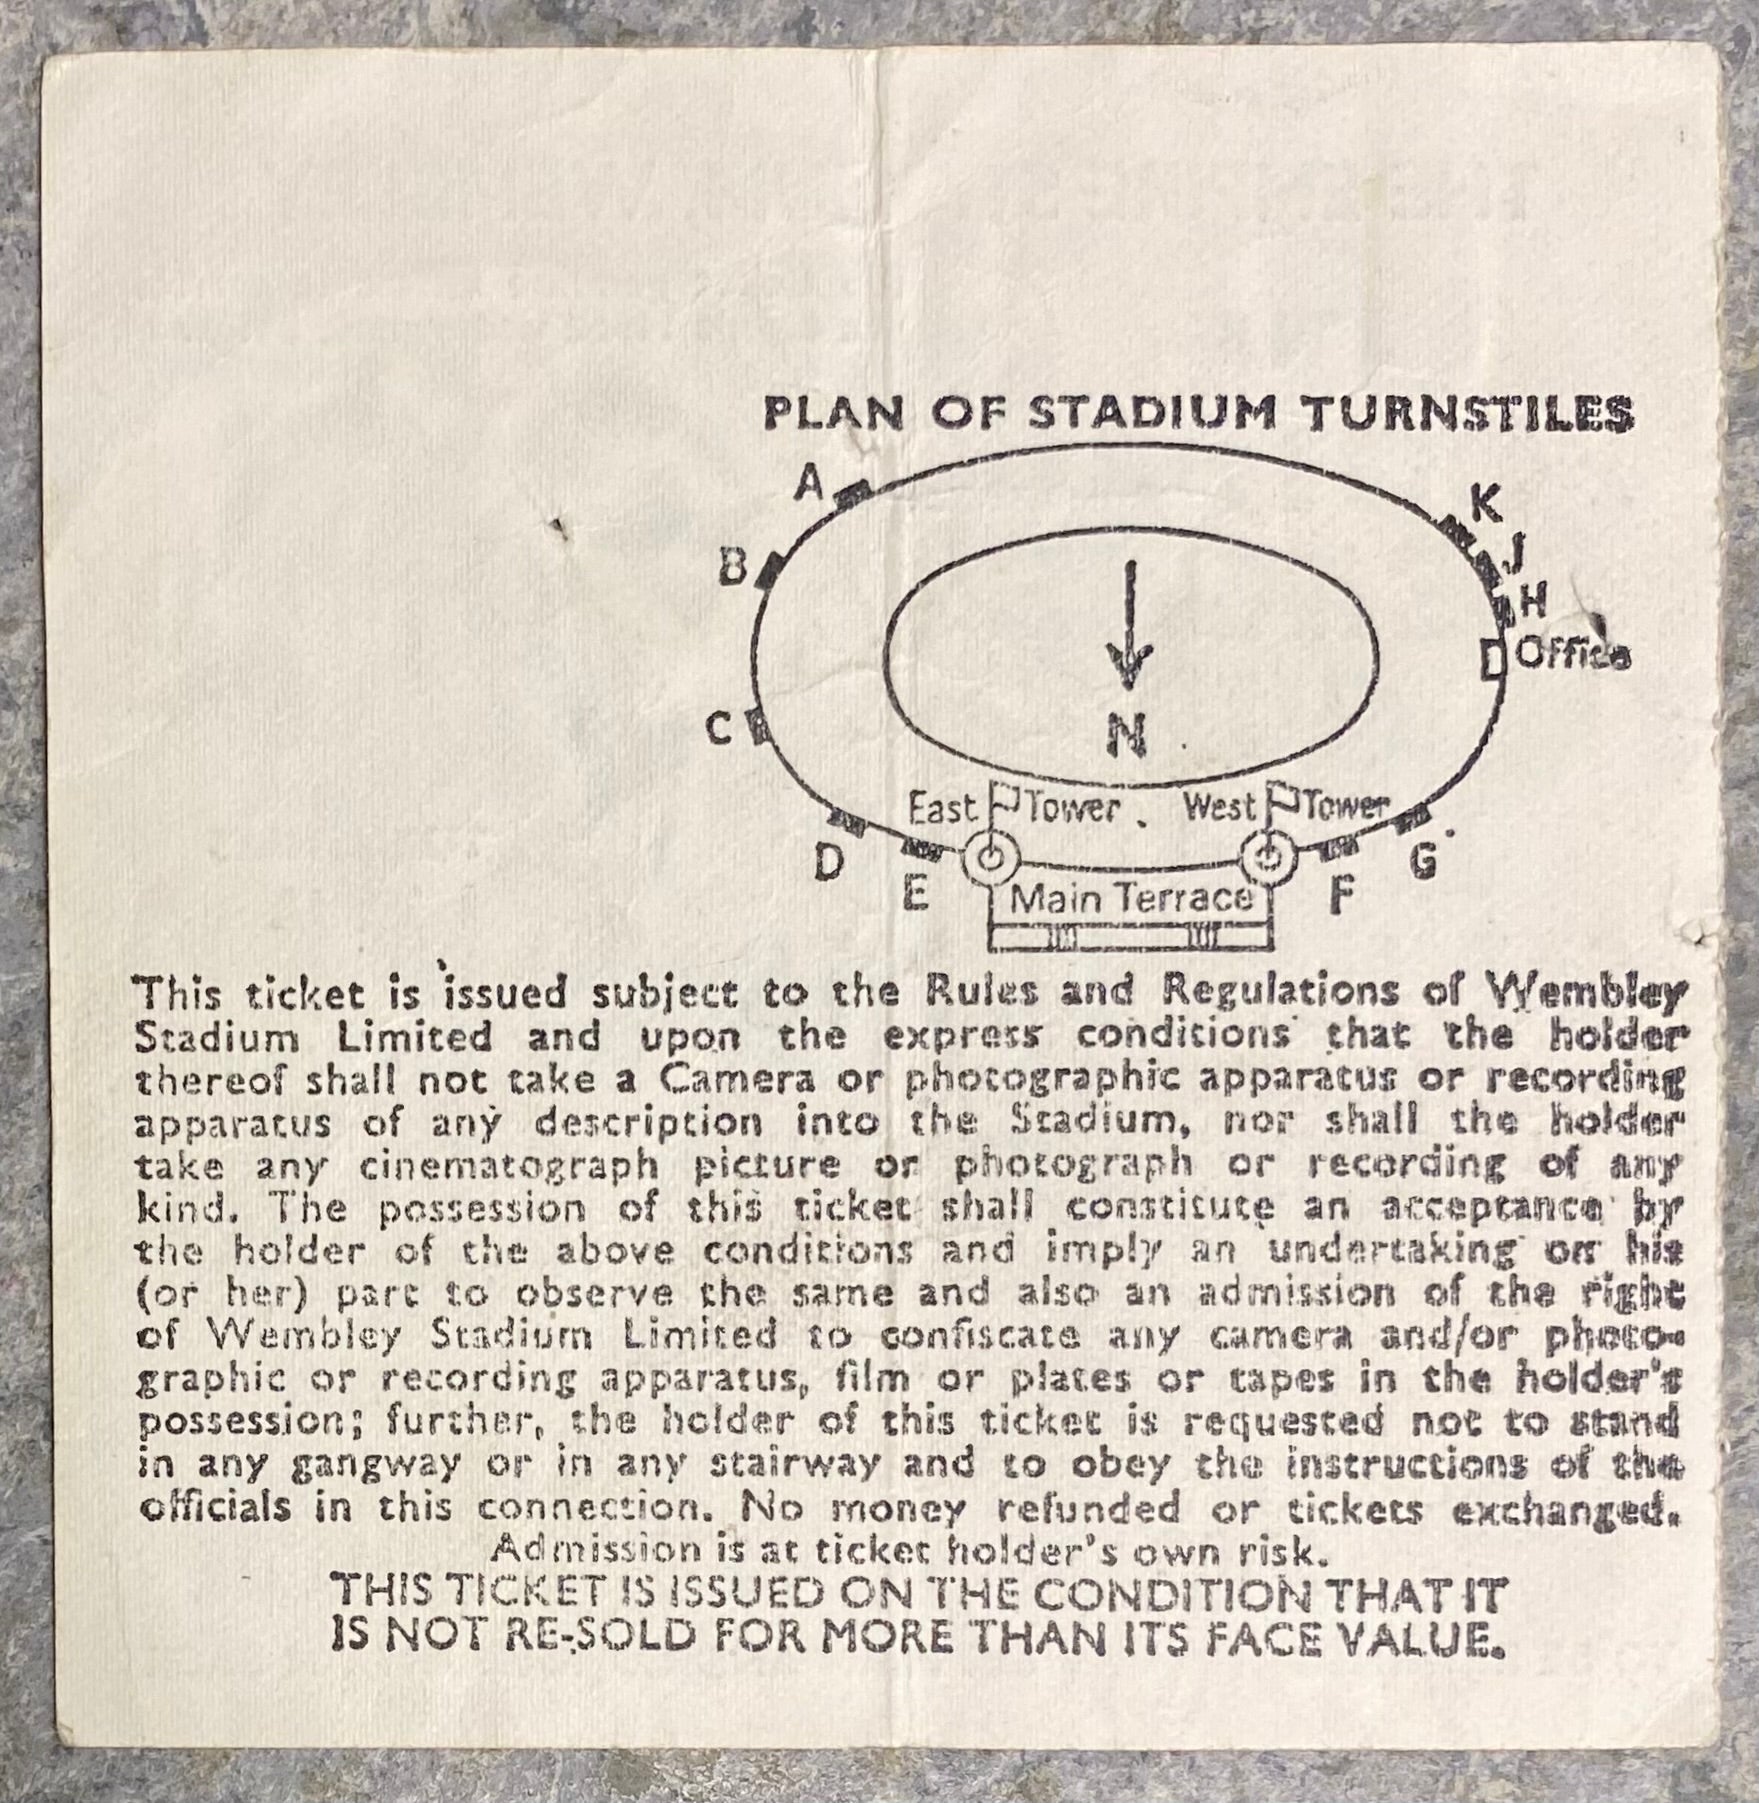 PLAN OF STADIUM TURNSTILES
A
K
B
J
H
Office
C
N
East Tower
West Tower
D
E
F
G
Main Terrace
This ticket is issued subject to the Rules and Regulations of Wembley
Stadium Limited and upon the express conditions that the holder
thereof shall not take a Camera or photographic apparatus or recording
apparatus of any description into the Stadium, nor shall the holder
take any cinematograph picture or photograph or recording of any
kind. The possession of this ticket shall constitute an acceptance by
the holder of the above conditions and imply an undertaking on his
(or her) part to observe the same and also an admission of the right
of Wembley Stadium Limited to confiscate any camera and/or photo-
graphic or recording apparatus, film or plates or tapes in the holder's
possession; further, the holder of this ticket is requested not to stand
in any gangway or in any stairway and to obey the instructions of the
officials in this connection. No money refunded or tickets exchanged.
Admission is at ticket holder's own risk.
THIS TICKET IS ISSUED ON THE CONDITION THAT IT
IS NOT RE-SOLD FOR MORE THAN ITS FACE VALUE.